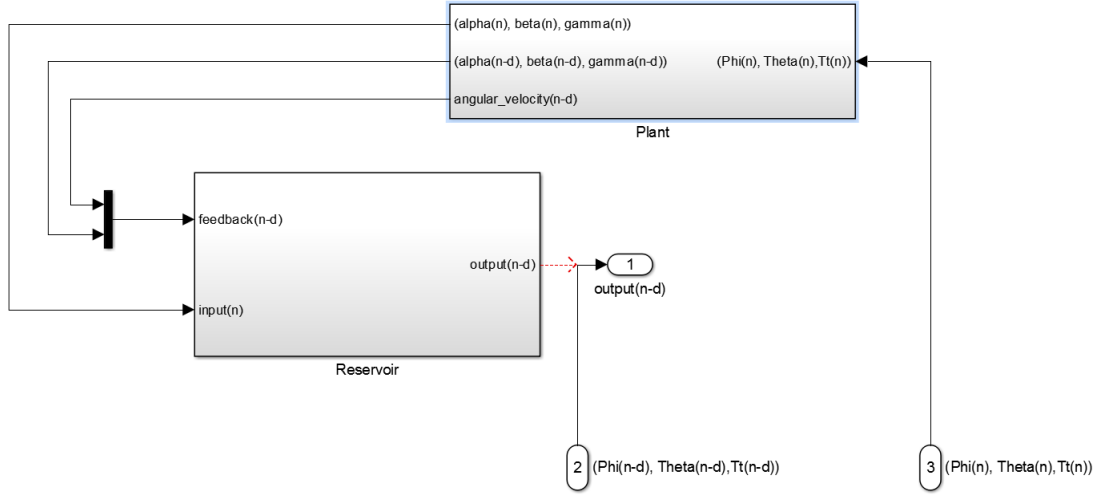 (alpha(n), beta(n), gamma(n))
(alpha(n-d), beta(n-d), gamma(n-d))
(Phi(n), Theta(n),Tt(n))
angular_velocity(n-d)
Plant
feedback(n-d)
output(n-d)
1
output(n-d)
input(n)
Reservoir
2
(Phi(n-d), Theta(n-d),Tt(n-d))
3
(Phi(n), Theta(n),Tt(n))